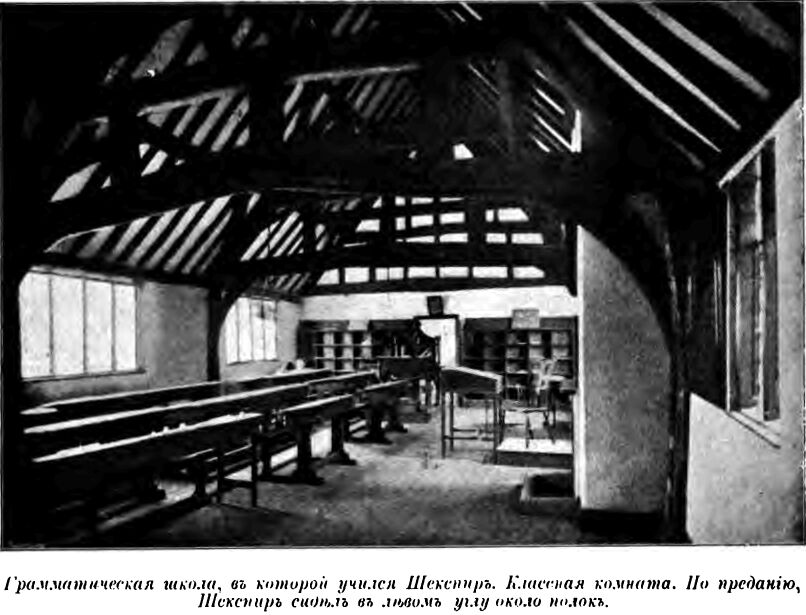 Грамматическая школа, въ которой учился Шекспиръ. Классная комната. По преданію,
Шекспиръ сидѣлъ въ лѣвомъ углу около полокъ.